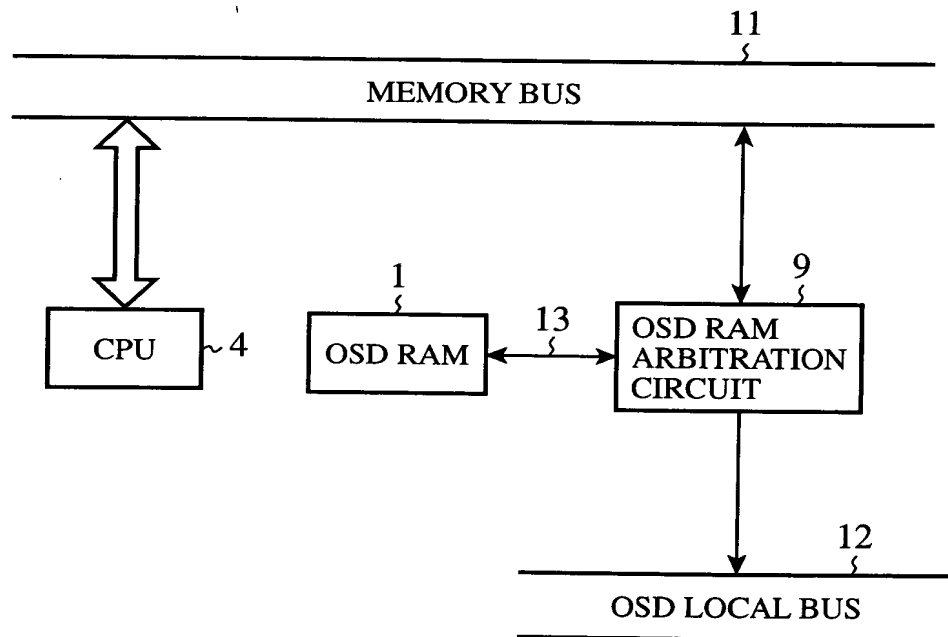 11
MEMORY BUS
9
1
13
OSD RAM
ARBITRATION
CIRCUIT
CPU
4
OSD RAM
12
OSD LOCAL BUS